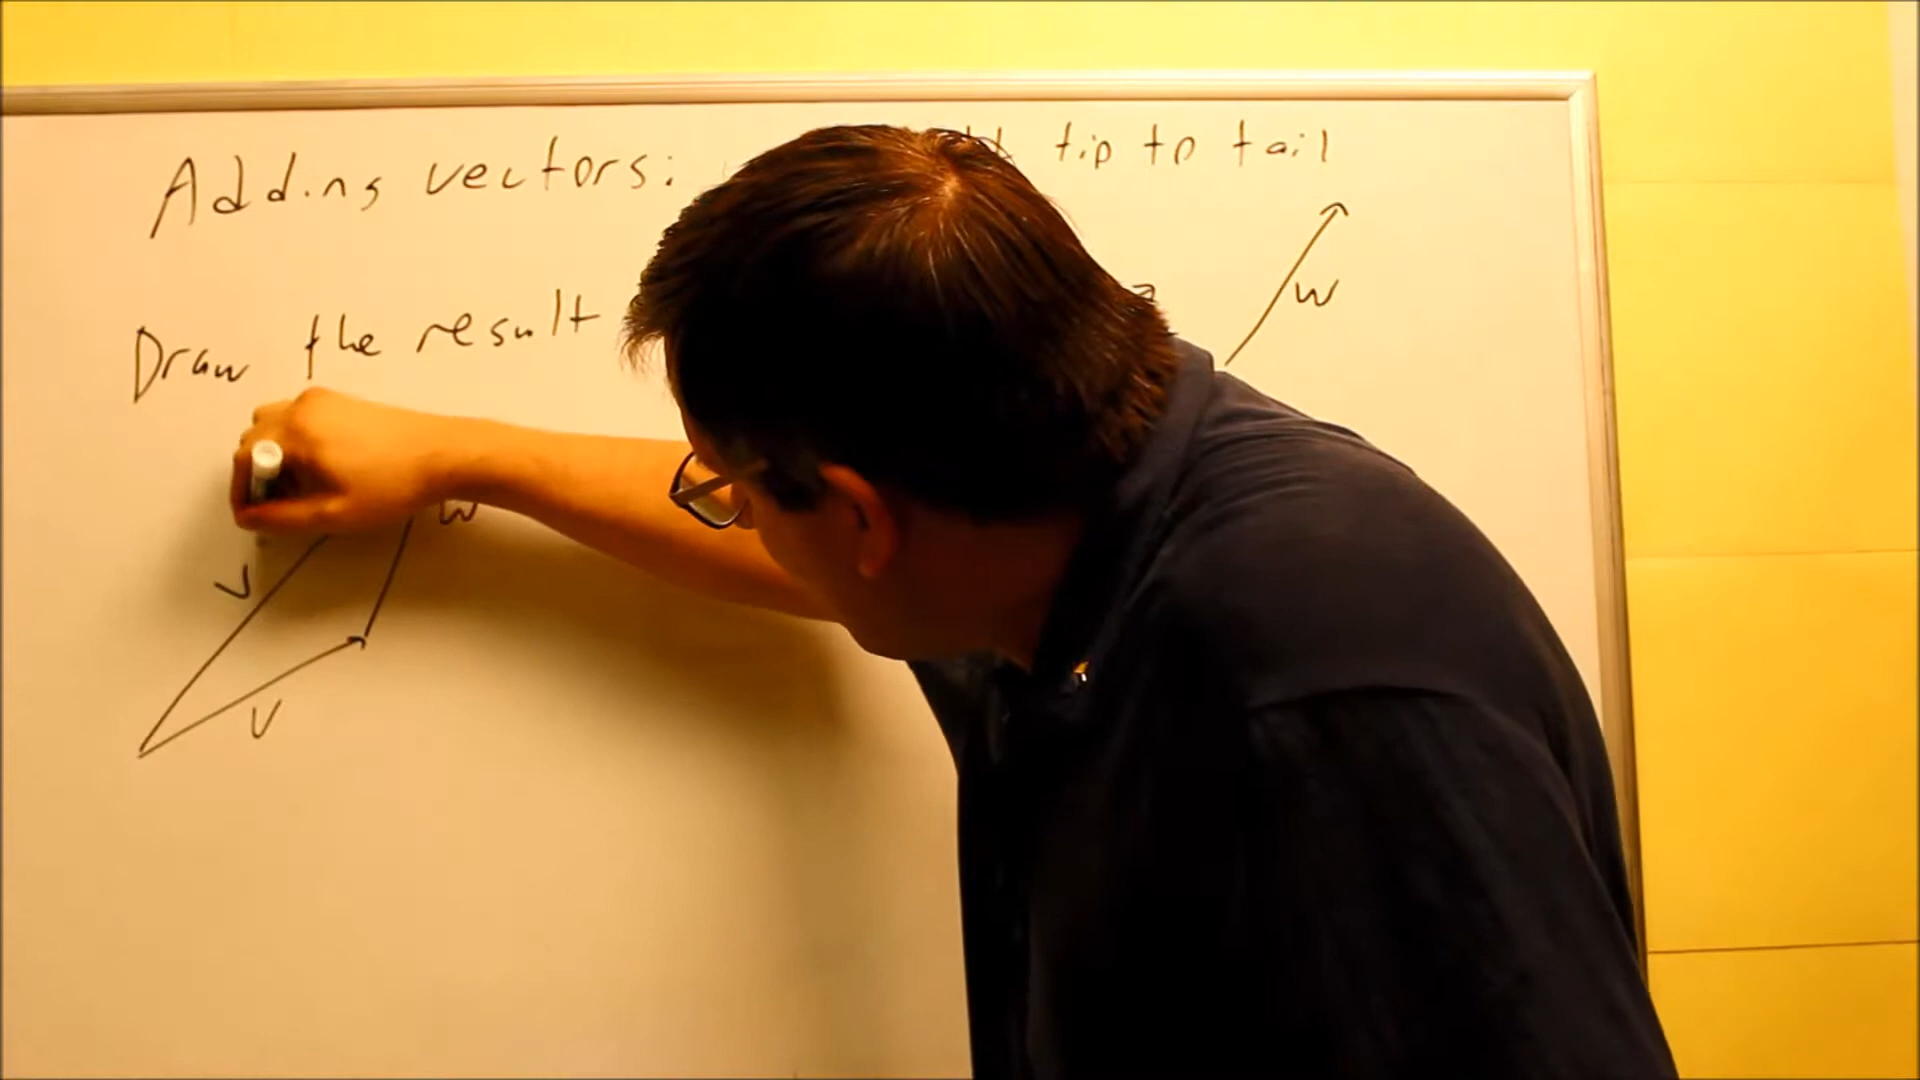 Adding vectors: tip to tail
W
Draw the result
W
V
V